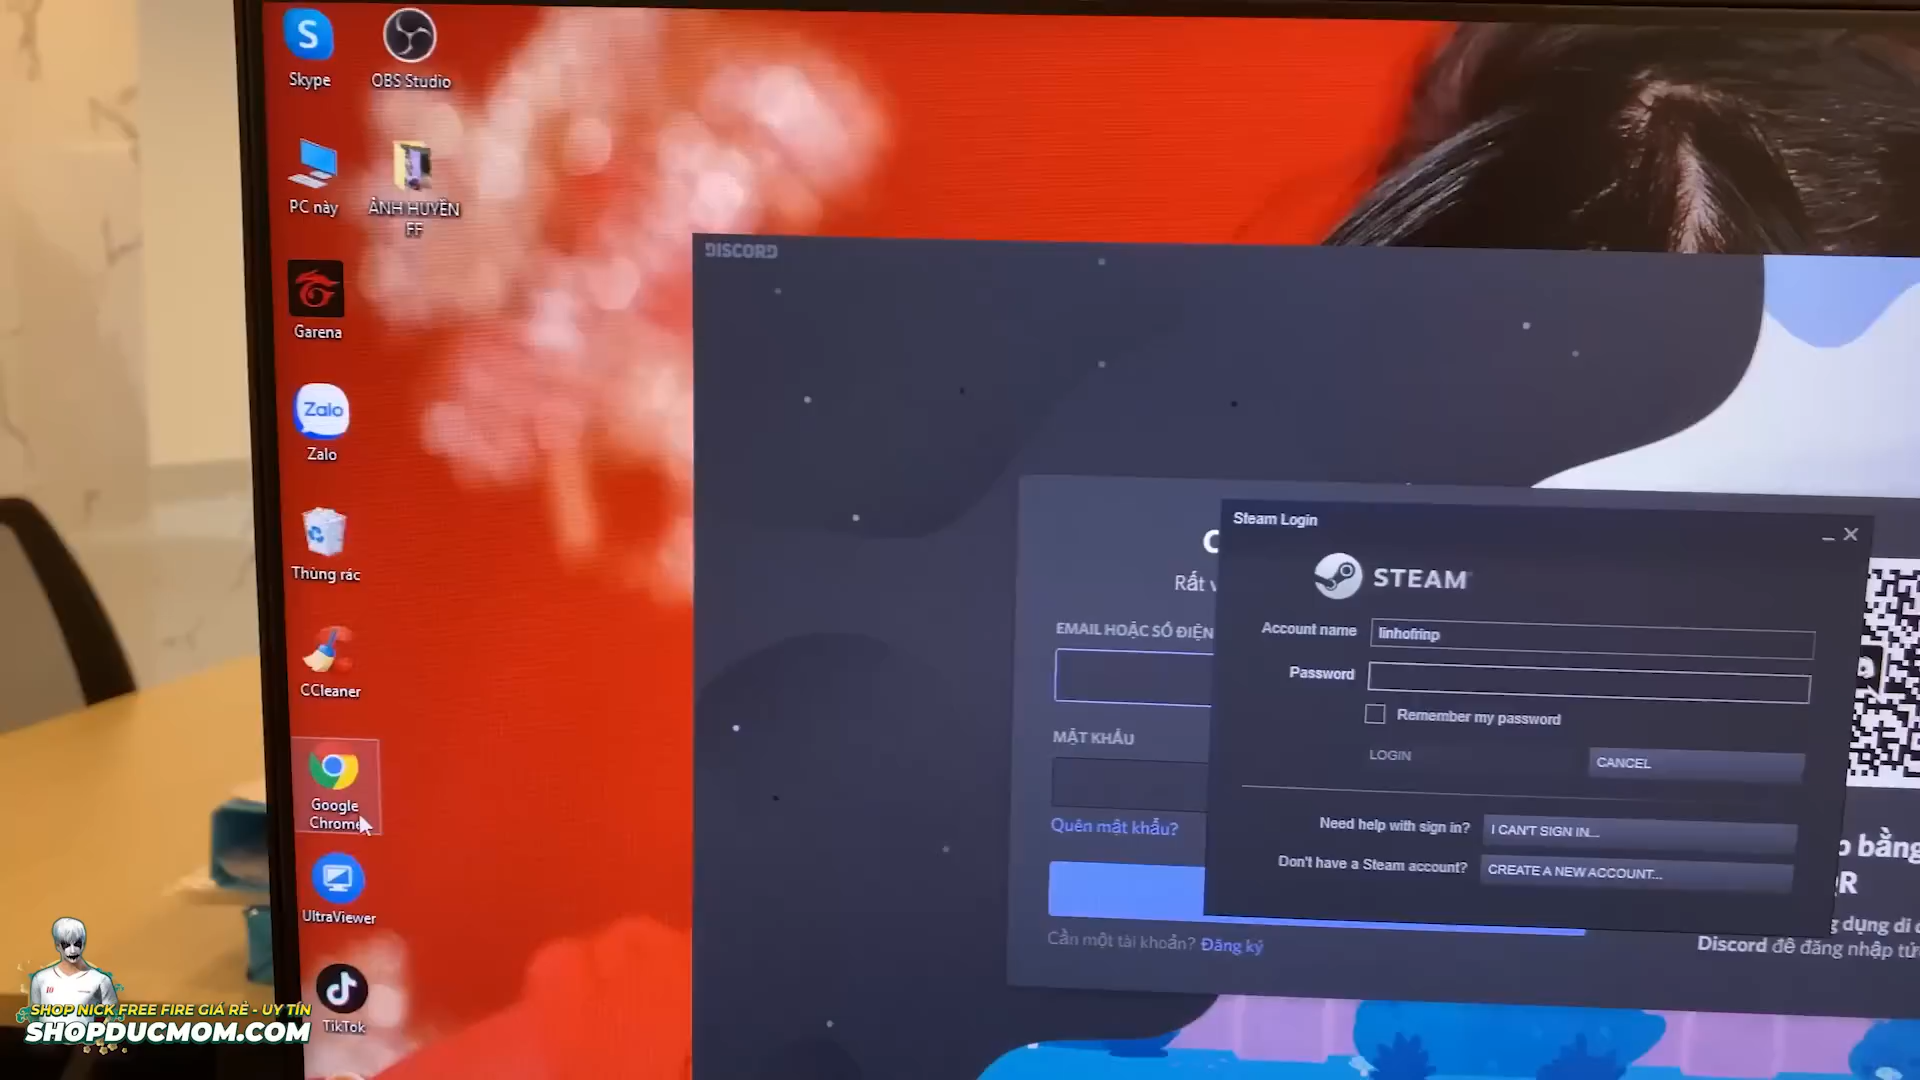 Skype
OBS Studio
PC này
ẢNH HUYỀN
FF
Garena
Zalo
Zalo
Thùng rác
CCleaner
Google
Chrome
UltraViewer
TikTok
DISCORD
C
Rất v
EMAIL HOẶC SỐ ĐIỆN
MẬT KHẨU
Quên mật khẩu?
Cần một tài khoản? Đăng ký
Steam Login
STEAM
Account name
linhofrinp
Password
Remember my password
LOGIN
CANCEL
Need help with sign in?
I CAN'T SIGN IN...
Don't have a Steam account?
CREATE A NEW ACCOUNT...
bằng
R
dụng di
Discord để đăng nhập tức
SHOP NICK FREE FIRE GIÁ RẺ - UY TÍN
SHOPDUCMOM.COM